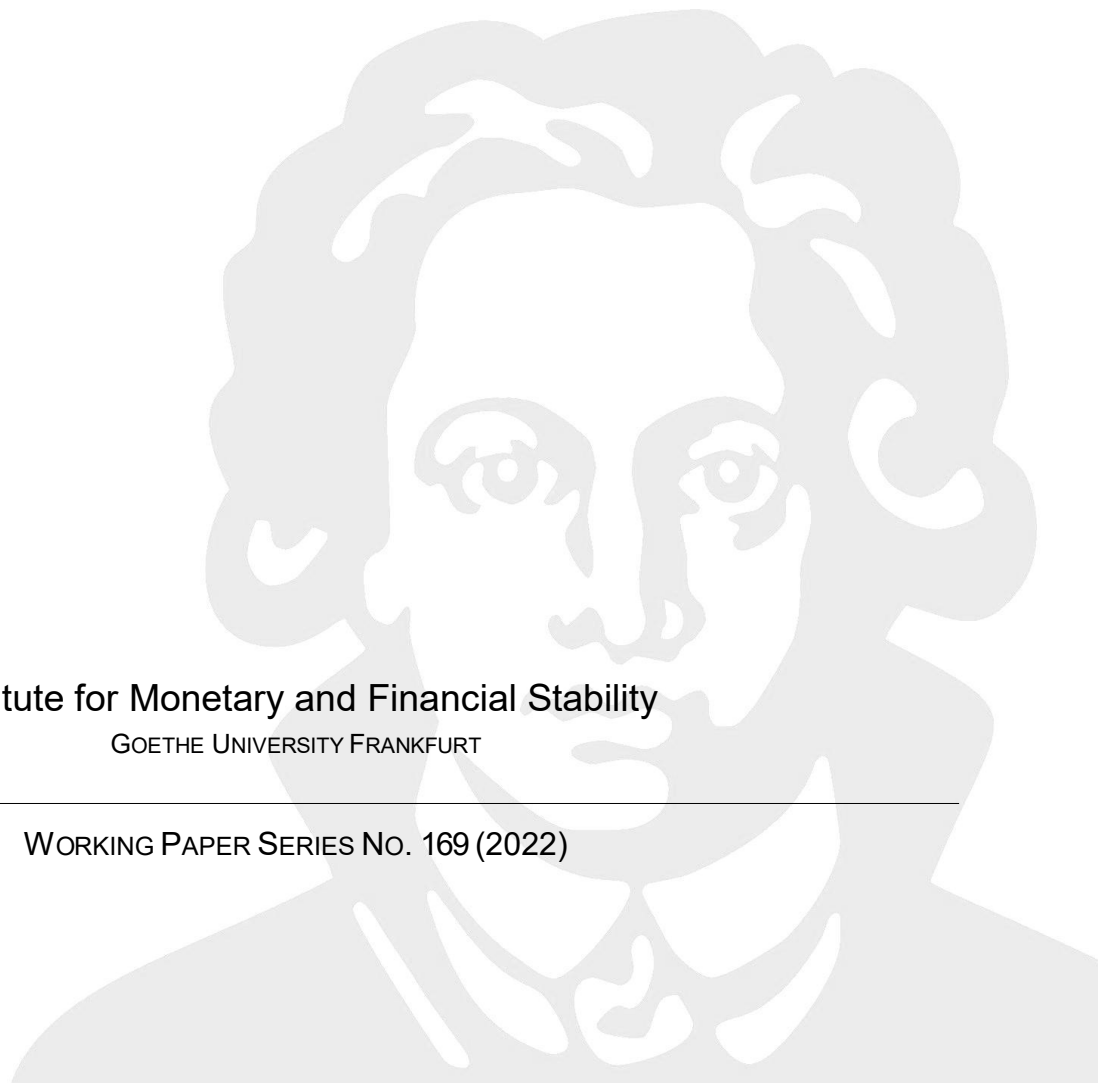 tute for Monetary and Financial Stability
GOETHE UNIVERSITY FRANKFURT
WORKING PAPER SERIES NO. 169 (2022)